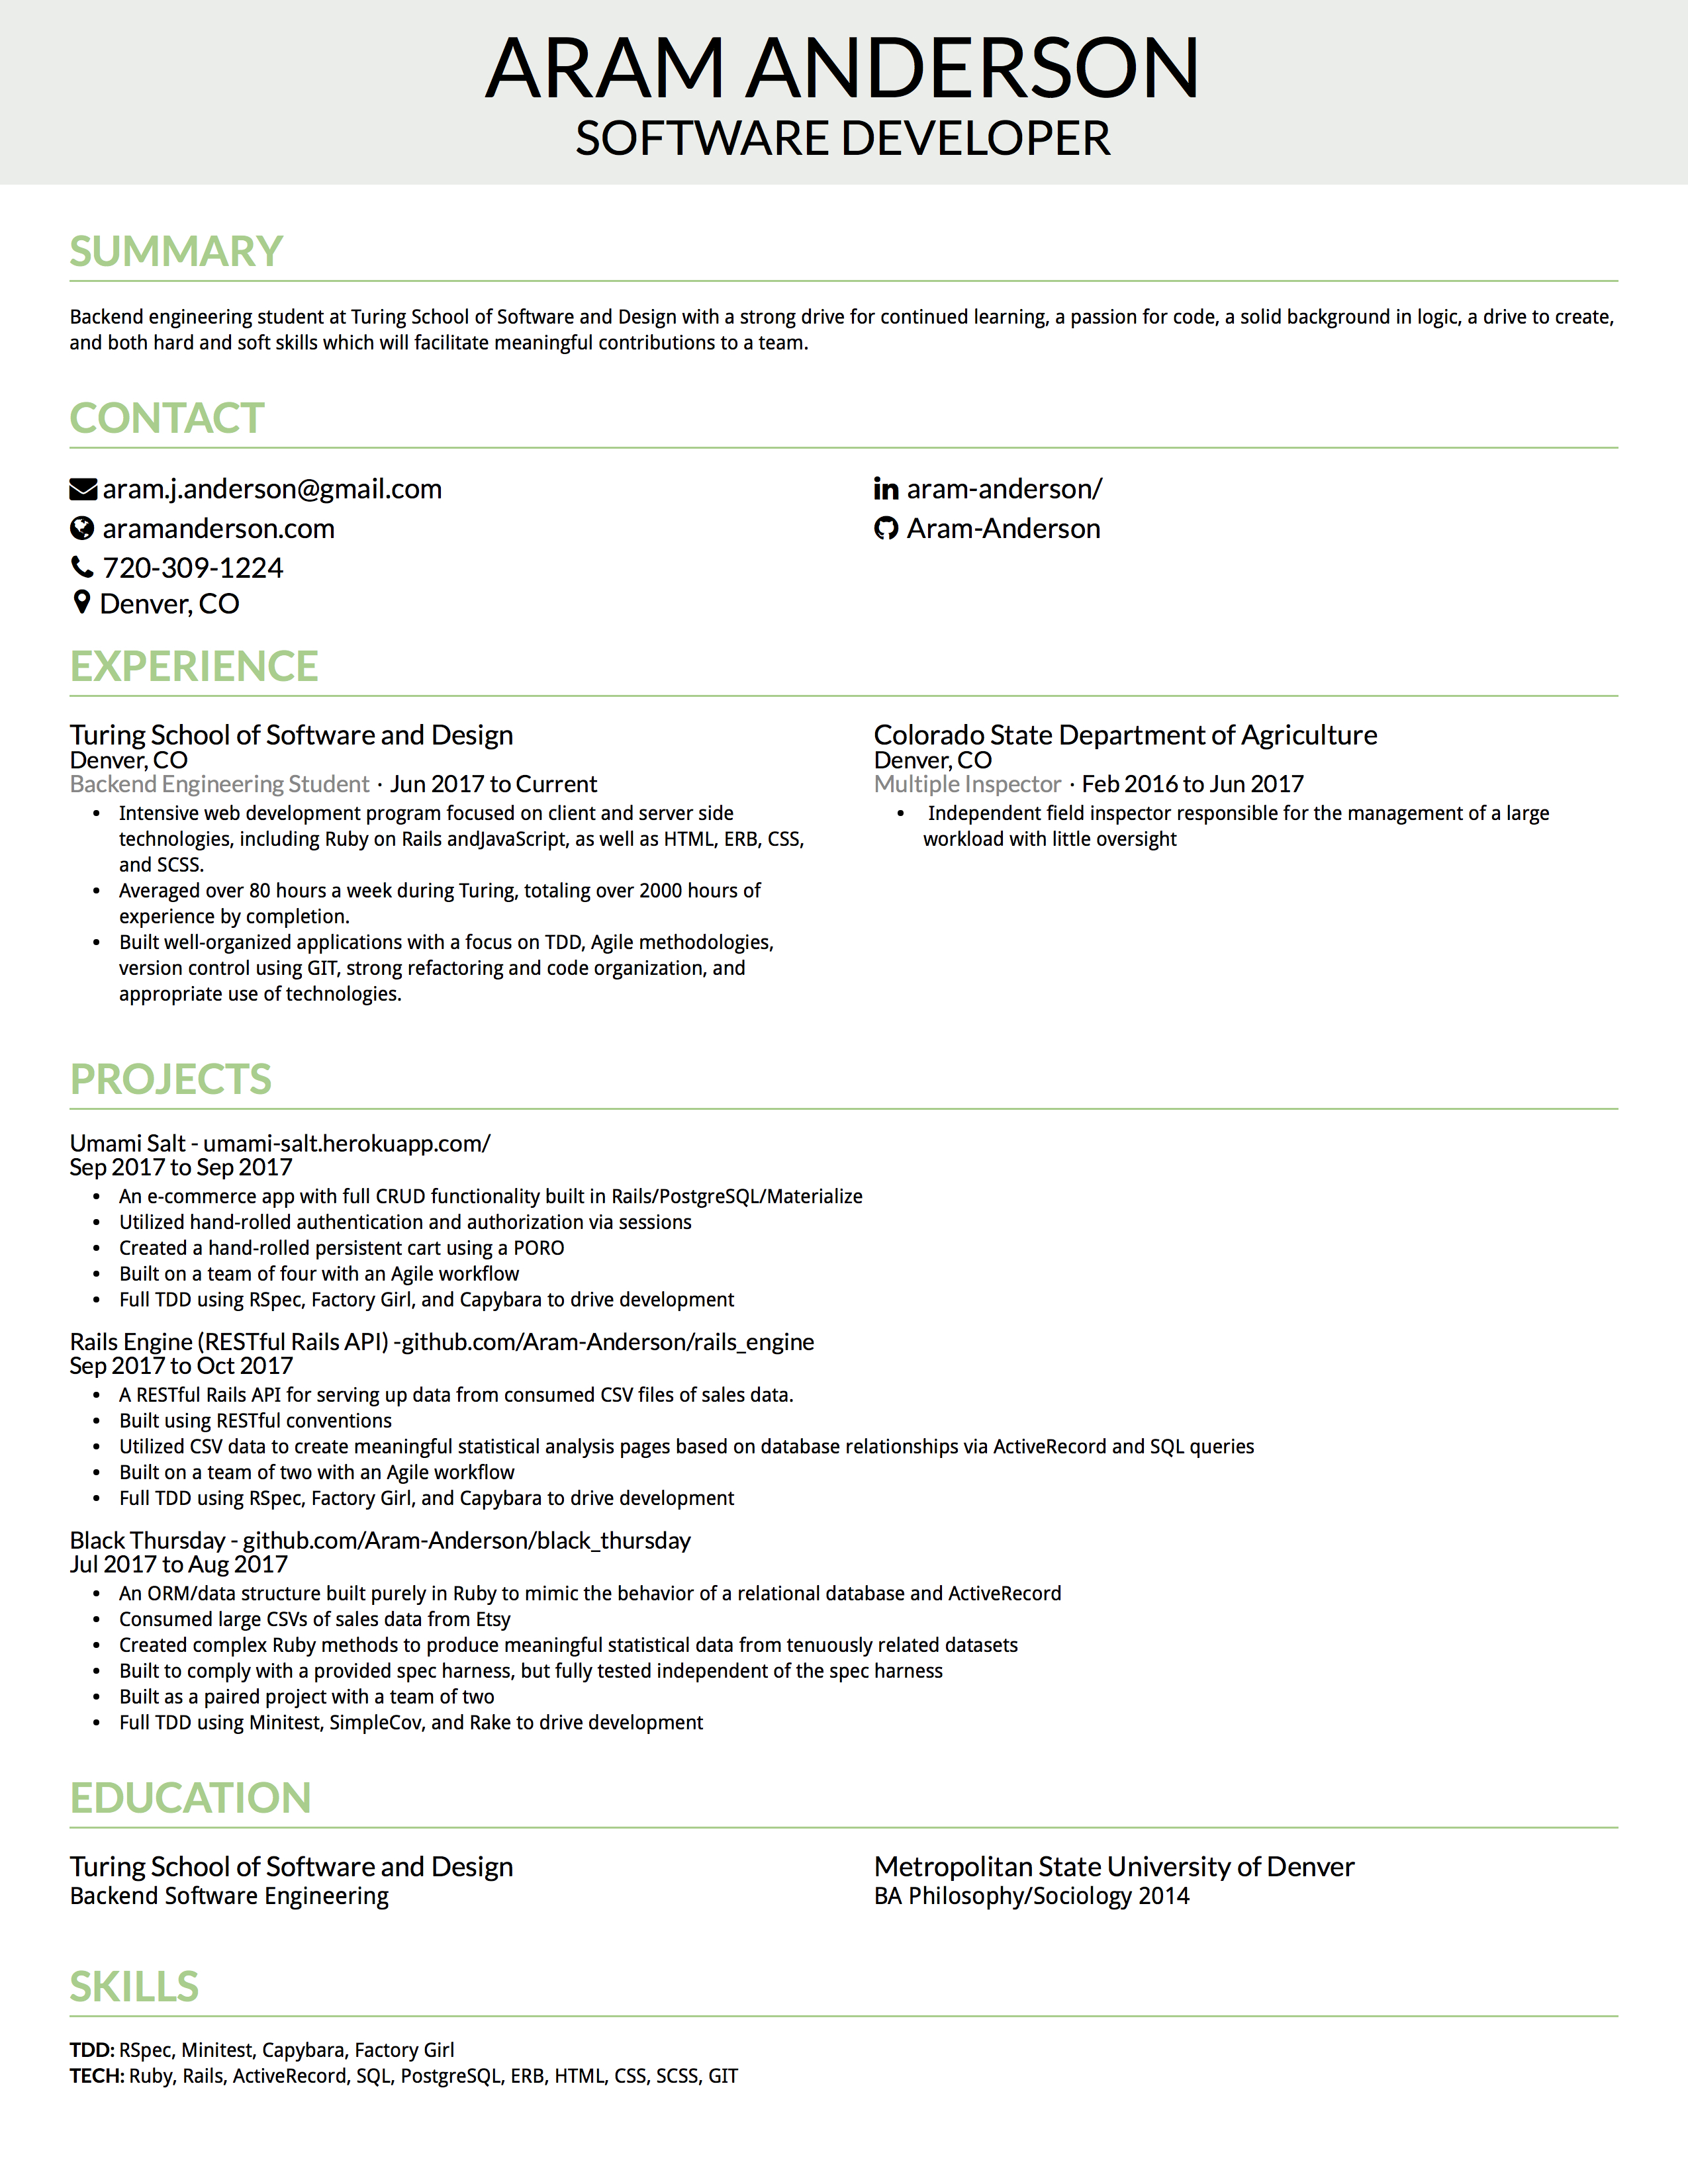 ARAM ANDERSON
SOFTWARE DEVELOPER
SUMMARY
Backend engineering student at Turing School of Software and Design with a strong drive for continued learning, a passion for code, a solid background in logic, a drive to create,
and both hard and soft skills which will facilitate meaningful contributions to a team.
CONTACT
aram.j.anderson@gmail.com
aramanderson.com
720-309-1224
Denver, CO
in aram-anderson/
Aram-Anderson
EXPERIENCE
Turing School of Software and Design
Denver, CO
Backend Engineering Student · Jun 2017 to Current
• Intensive web development program focused on client and server side
technologies, including Ruby on Rails andJavaScript, as well as HTML, ERB, CSS,
and SCSS.
• Averaged over 80 hours a week during Turing, totaling over 2000 hours of
experience by completion.
• Built well-organized applications with a focus on TDD, Agile methodologies,
version control using GIT, strong refactoring and code organization, and
appropriate use of technologies.
Colorado State Department of Agriculture
Denver, CO
Multiple Inspector · Feb 2016 to Jun 2017
• Independent field inspector responsible for the management of a large
workload with little oversight
PROJECTS
Umami Salt - umami-salt.herokuapp.com/
Sep 2017 to Sep 2017
• An e-commerce app with full CRUD functionality built in Rails/PostgreSQL/Materialize
• Utilized hand-rolled authentication and authorization via sessions
• Created a hand-rolled persistent cart using a PORO
• Built on a team of four with an Agile workflow
• Full TDD using RSpec, Factory Girl, and Capybara to drive development
Rails Engine (RESTful Rails API) -github.com/Aram-Anderson/rails_engine
Sep 2017 to Oct 2017
• A RESTful Rails API for serving up data from consumed CSV files of sales data.
• Built using RESTful conventions
• Utilized CSV data to create meaningful statistical analysis pages based on database relationships via ActiveRecord and SQL queries
• Built on a team of two with an Agile workflow
• Full TDD using RSpec, Factory Girl, and Capybara to drive development
Black Thursday - github.com/Aram-Anderson/black_thursday
Jul 2017 to Aug 2017
• An ORM/data structure built purely in Ruby to mimic the behavior of a relational database and ActiveRecord
• Consumed large CSVs of sales data from Etsy
• Created complex Ruby methods to produce meaningful statistical data from tenuously related datasets
• Built to comply with a provided spec harness, but fully tested independent of the spec harness
• Built as a paired project with a team of two
• Full TDD using Minitest, SimpleCov, and Rake to drive development
EDUCATION
Turing School of Software and Design
Backend Software Engineering
Metropolitan State University of Denver
BA Philosophy/Sociology 2014
SKILLS
TDD: RSpec, Minitest, Capybara, Factory Girl
TECH: Ruby, Rails, ActiveRecord, SQL, PostgreSQL, ERB, HTML, CSS, SCSS, GIT